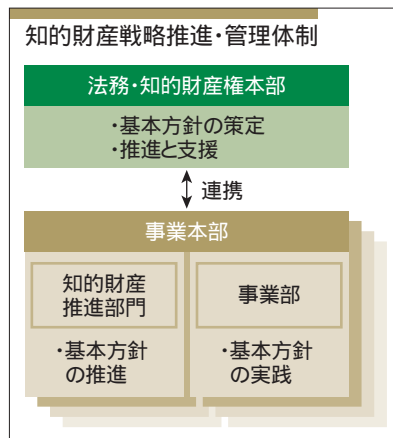 知的財産戦略推進・管理体制
法務・知的財産権本部
・基本方針の策定
・推進と支援
連携
事業本部
知的財産
推進部門
・基本方針
の推進
事業部
・基本方針
の実践